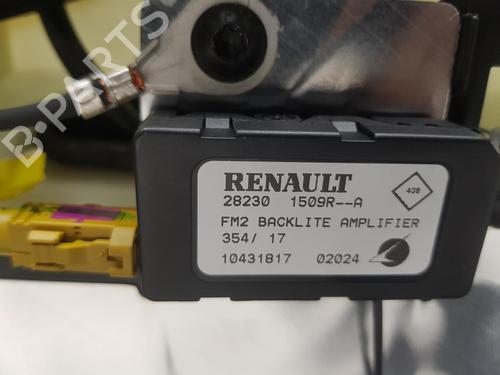 B-PARTS
RENAULT
28230 1509R--A
408
FM2 BACKLITE AMPLIFIER
354/ 17
10431817 02024